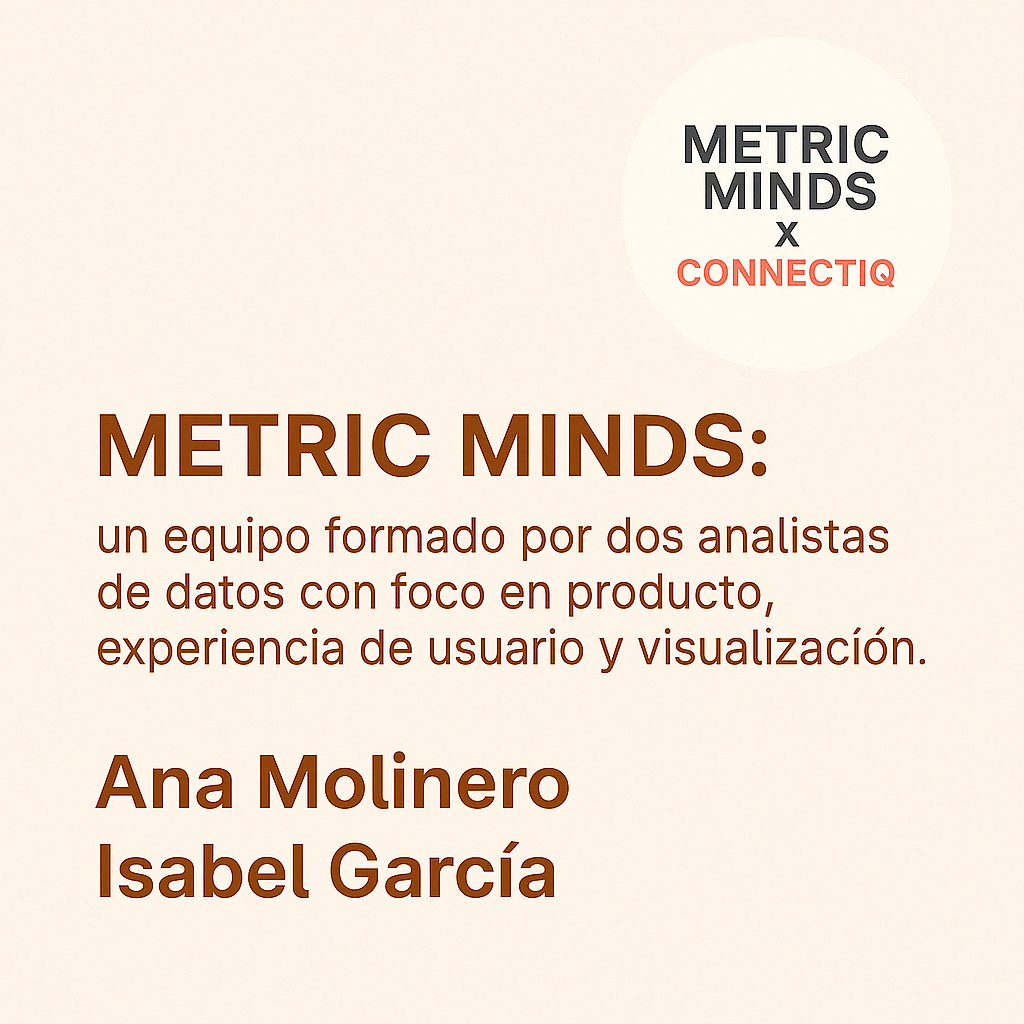 METRIC
MINDS
X
CONNECTIQ
METRIC MINDS:
un equipo formado por dos analistas
de datos con foco en producto,
experiencia de usuario y visualizacíón.
Ana Molinero
Isabel García